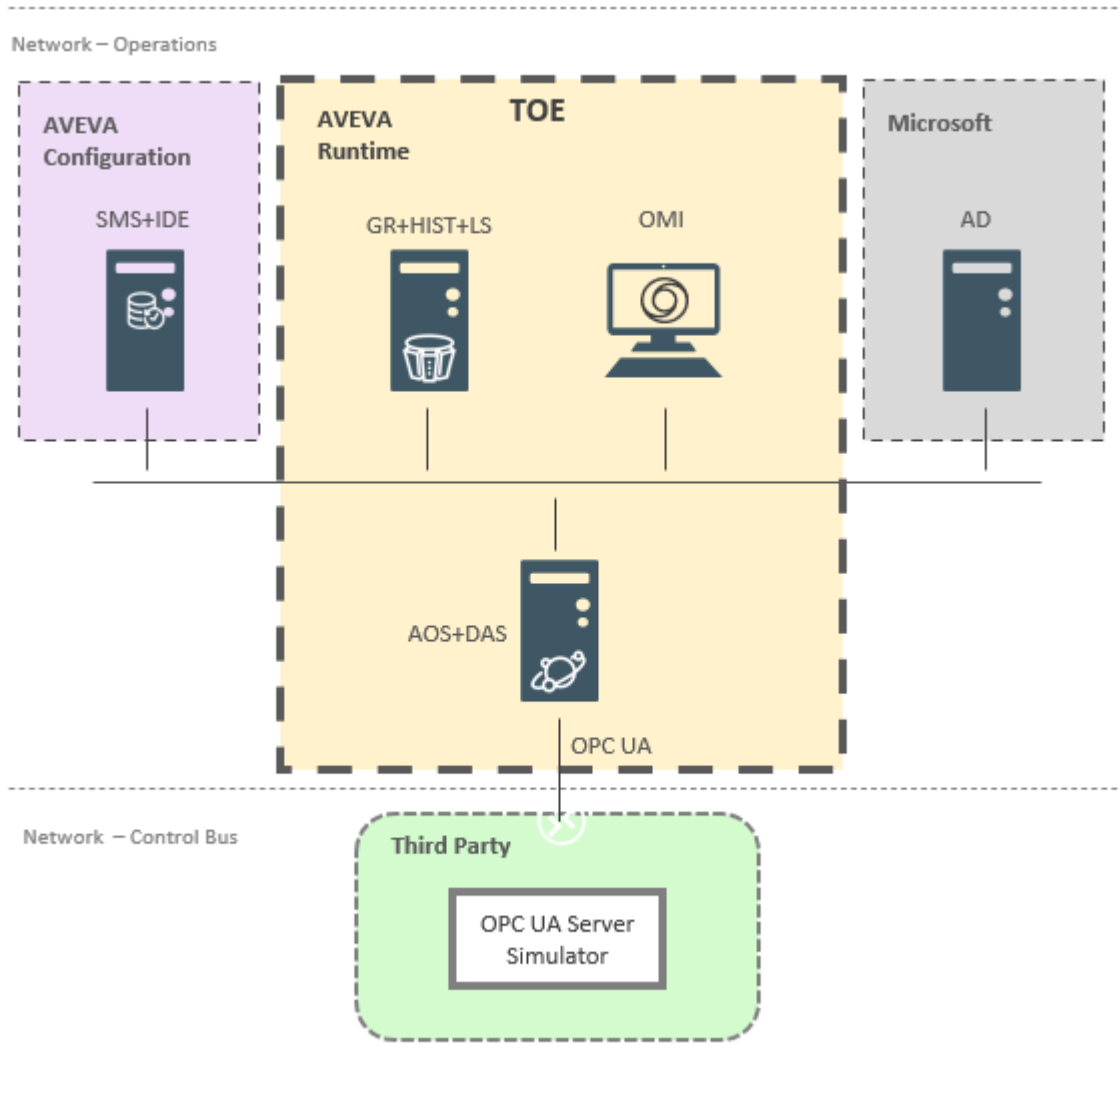 Network – Operations
AVEVA
Configuration
SMS+IDE
TOE
AVEVA
Runtime
GR+HIST+LS
OMI
Microsoft
AD
AOS+DAS
OPC UA
Network – Control Bus
Third Party
OPC UA Server
Simulator